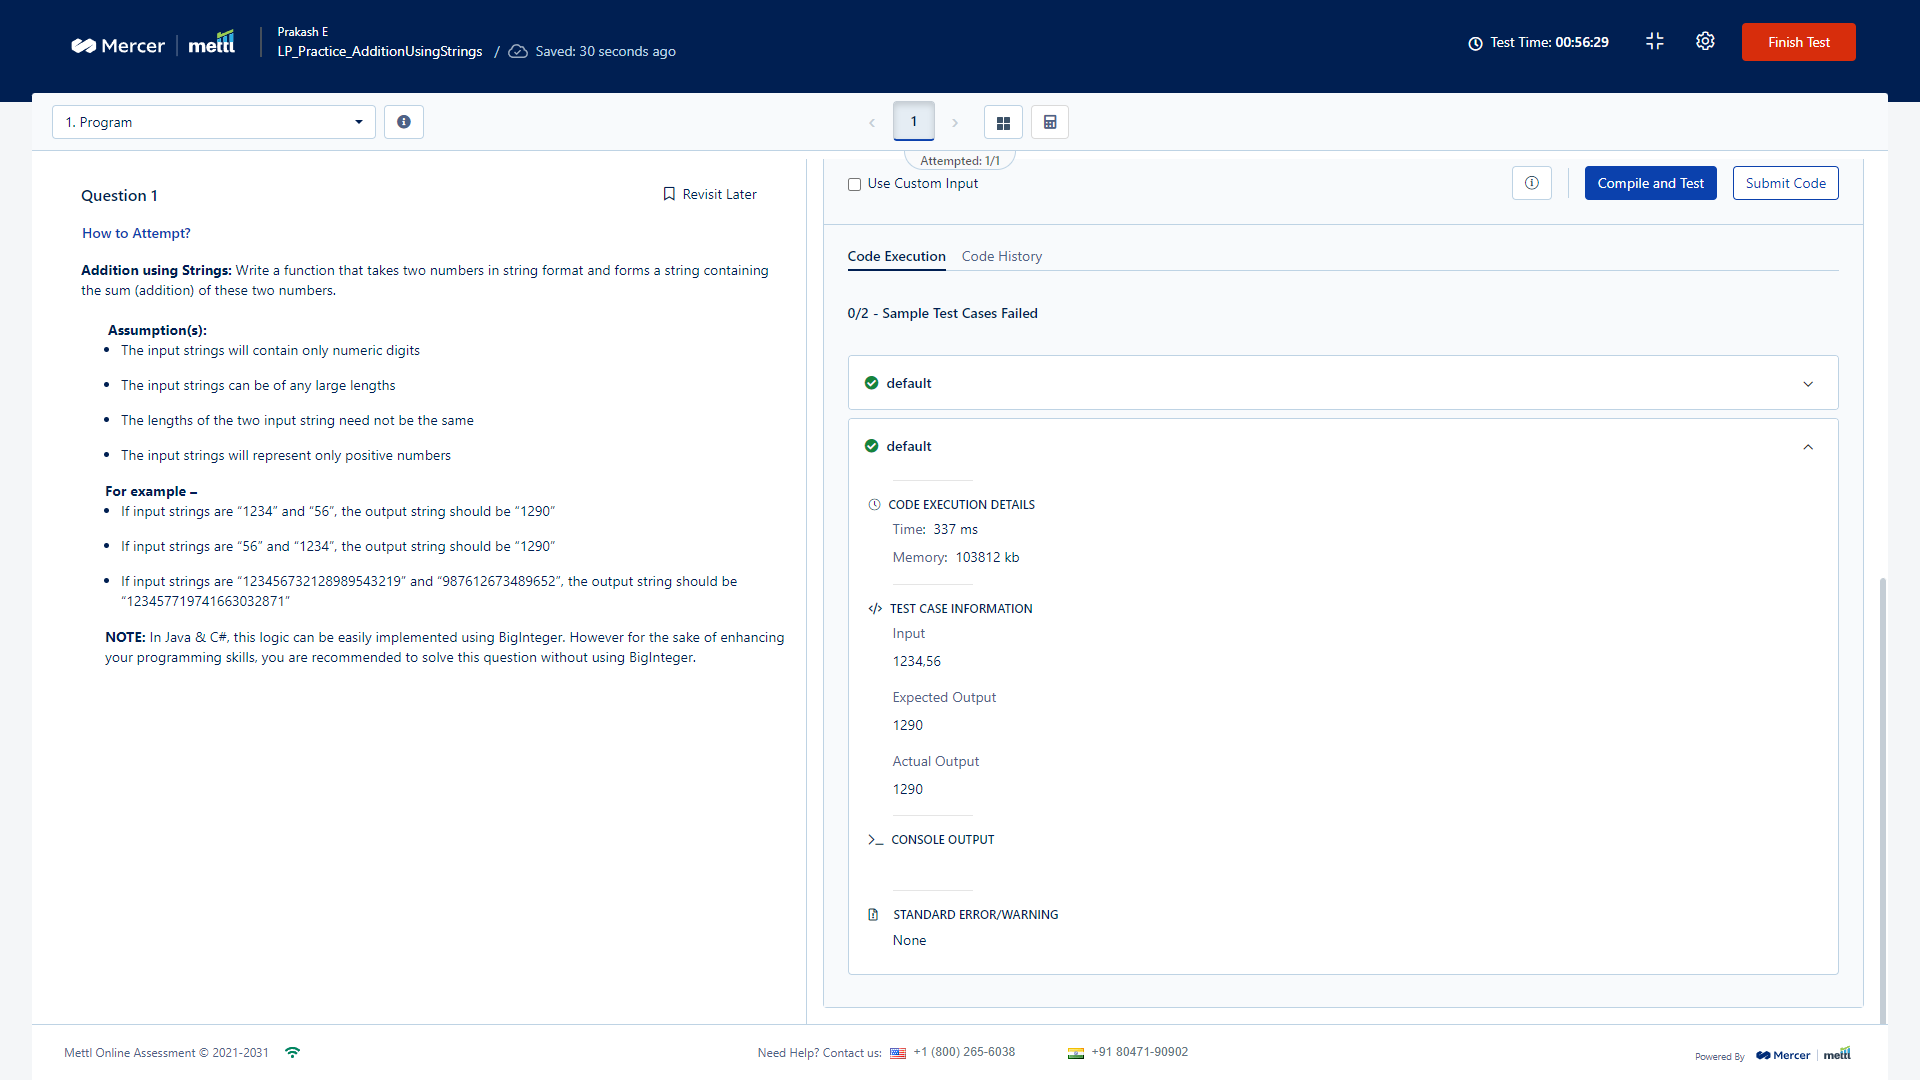 Mercer | mettl
Prakash E
LP_Practice_AdditionUsingStrings / Saved: 30 seconds ago
Test Time: 00:56:29
Finish Test
1. Program
1
Attempted: 1/1
Question 1
Revisit Later
How to Attempt?
Addition using Strings: Write a function that takes two numbers in string format and forms a string containing
the sum (addition) of these two numbers.
Assumption(s):
• The input strings will contain only numeric digits
• The input strings can be of any large lengths
• The lengths of the two input string need not be the same
• The input strings will represent only positive numbers
For example –
• If input strings are “1234” and “56”, the output string should be “1290”
• If input strings are “56” and “1234”, the output string should be “1290”
• If input strings are “123456732128989543219” and “987612673489652”, the output string should be
“123457719741663032871”
NOTE: In Java & C#, this logic can be easily implemented using BigInteger. However for the sake of enhancing
your programming skills, you are recommended to solve this question without using BigInteger.
Use Custom Input
Compile and Test
Submit Code
Code Execution
Code History
0/2 - Sample Test Cases Failed
default
default
CODE EXECUTION DETAILS
Time: 337 ms
Memory: 103812 kb
</> TEST CASE INFORMATION
Input
1234,56
Expected Output
1290
Actual Output
1290
>_ CONSOLE OUTPUT
STANDARD ERROR/WARNING
None
Mettl Online Assessment © 2021-2031
Need Help? Contact us: +1 (800) 265-6038
+91 80471-90902
Powered By Mercer | mettl